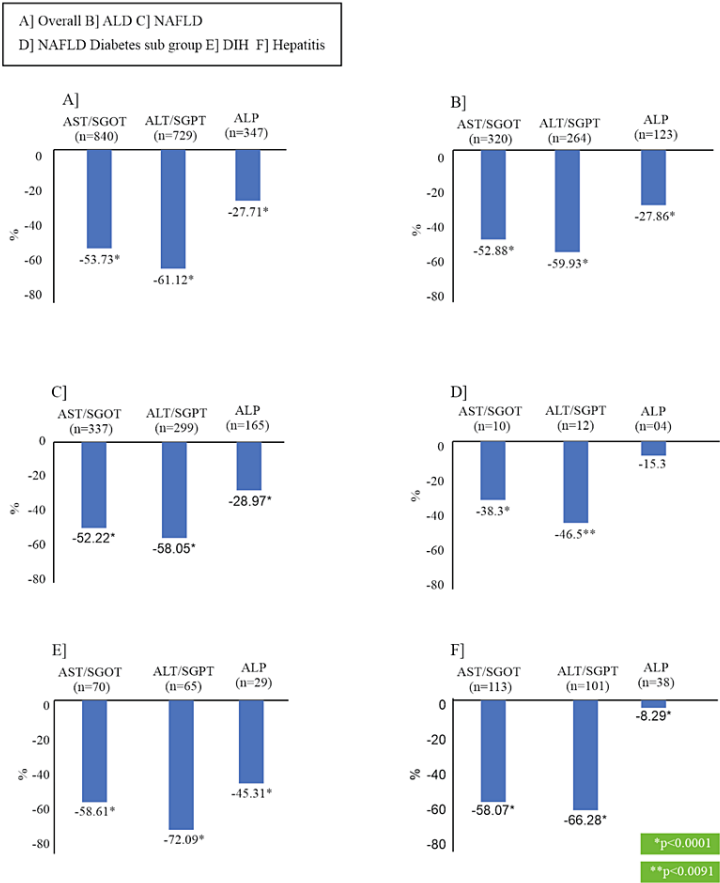 A] Overall B] ALD C] NAFLD
D] NAFLD Diabetes sub group E] DIH F] Hepatitis
A]
AST/SGOT ALT/SGPT ALP
(n=840) (n=729) (n=347)
0
-20
-40
-60
-80
%
-53.73*
-61.12*
-27.71*
B]
AST/SGOT ALT/SGPT ALP
(n=320) (n=264) (n=123)
0
-20
-40
-60
-80
%
-52.88*
-59.93*
-27.86*
C]
AST/SGOT ALT/SGPT ALP
(n=337) (n=299) (n=165)
0
-20
-40
-60
-80
%
-52.22*
-58.05*
-28.97*
D]
AST/SGOT ALT/SGPT ALP
(n=10) (n=12) (n=04)
0
-20
-40
-60
-80
%
-38.3*
-46.5**
-15.3
E]
AST/SGOT ALT/SGPT ALP
(n=70) (n=65) (n=29)
0
-20
-40
-60
-80
%
-58.61*
-72.09*
-45.31*
F]
AST/SGOT ALT/SGPT ALP
(n=113) (n=101) (n=38)
0
-20
-40
-60
-80
%
-58.07*
-66.28*
-8.29*
*p<0.0001
**p<0.0091